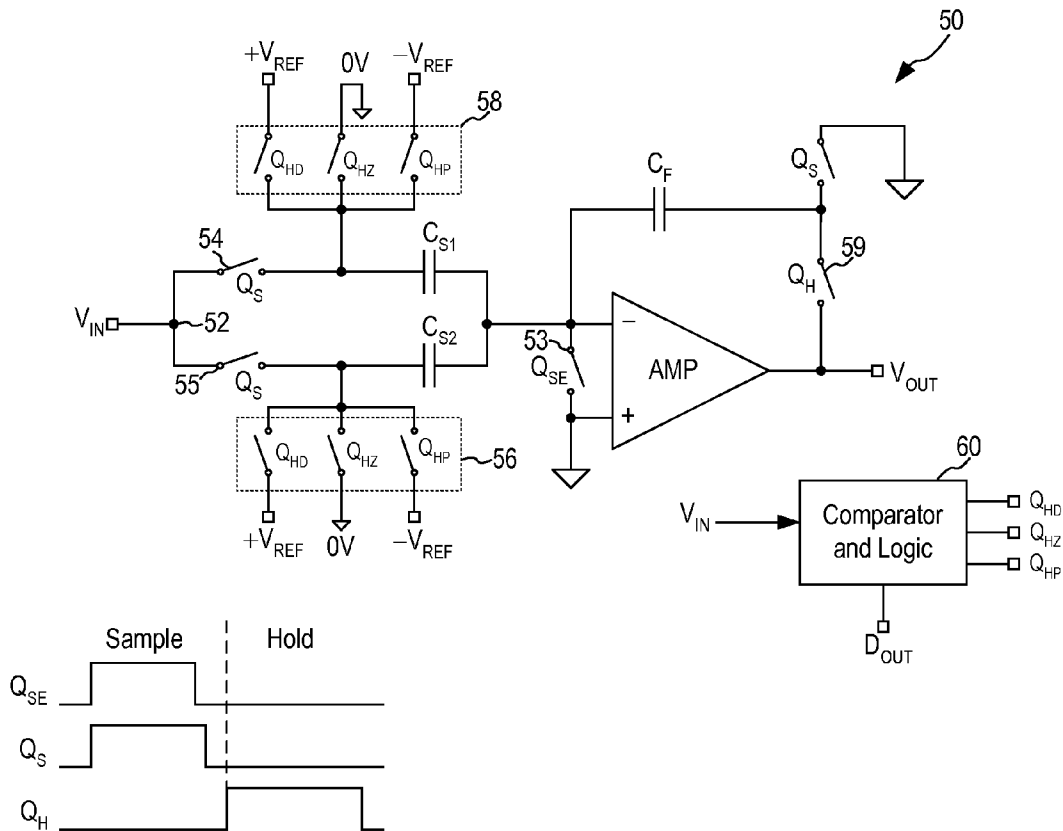 50
+V_REF
0V
−V_REF
58
Q_HD
Q_HZ
Q_HP
Q_S
C_F
54
C_S1
Q_S
59
Q_H
V_IN
52
C_S2
53
Q_SE
−
AMP
+
V_OUT
55
Q_S
Q_HD
Q_HZ
Q_HP
56
+V_REF
0V
−V_REF
60
V_IN
Comparator
and Logic
Q_HD
Q_HZ
Q_HP
D_OUT
Sample
Hold
Q_SE
Q_S
Q_H